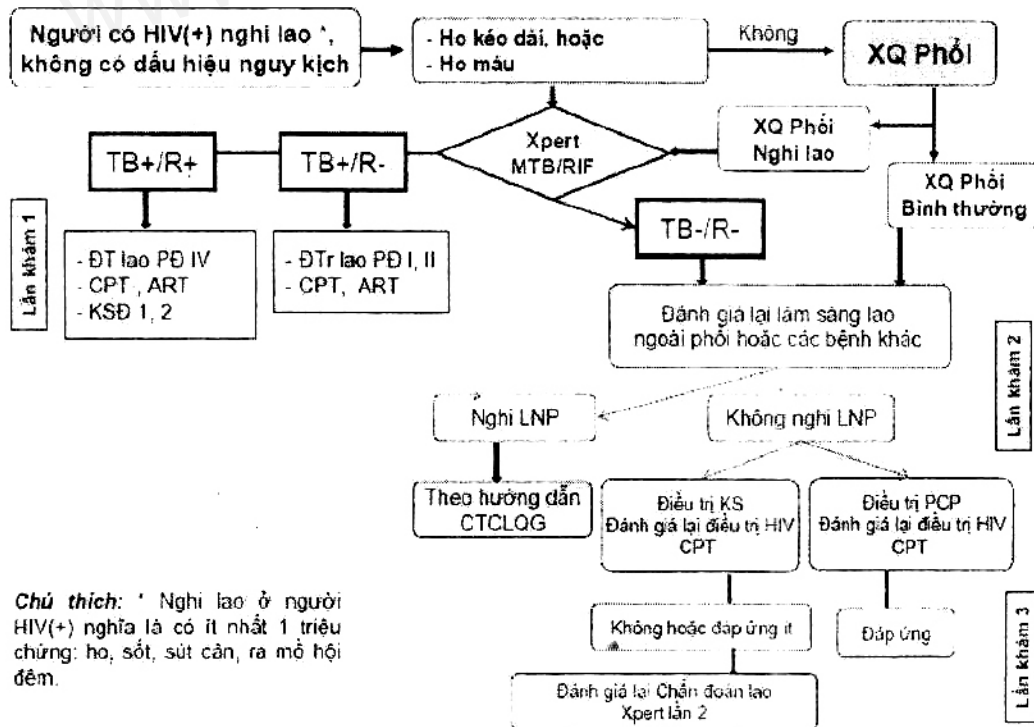 Người có HIV(+) nghi lao *,
không có dấu hiệu nguy kịch
- Ho kéo dài, hoặc
- Ho máu
Không
XQ Phổi
XQ Phổi
Nghi lao
XQ Phổi
Bình thường
Xpert
MTB/RIF
TB+/R+
TB+/R-
TB-/R-
Lần khám 1
- ĐT lao PĐ IV
- CPT , ART
- KSĐ 1, 2
- ĐTr lao PĐ I, II
- CPT, ART
Đánh giá lại lâm sàng lao
ngoài phổi hoặc các bệnh khác
Lần khám 2
Nghi LNP
Không nghi LNP
Theo hướng dẫn
CTCLQG
Điều trị KS
Đánh giá lại điều trị HIV
CPT
Điều trị PCP
Đánh giá lại điều trị HIV
CPT
Không hoặc đáp ứng ít
Đáp ứng
Lần khám 3
Đánh giá lại Chẩn đoán lao
Xpert lần 2
Chú thích: * Nghi lao ở người
HIV(+) nghĩa là có ít nhất 1 triệu
chứng: ho, sốt, sút cân, ra mồ hội
đêm.